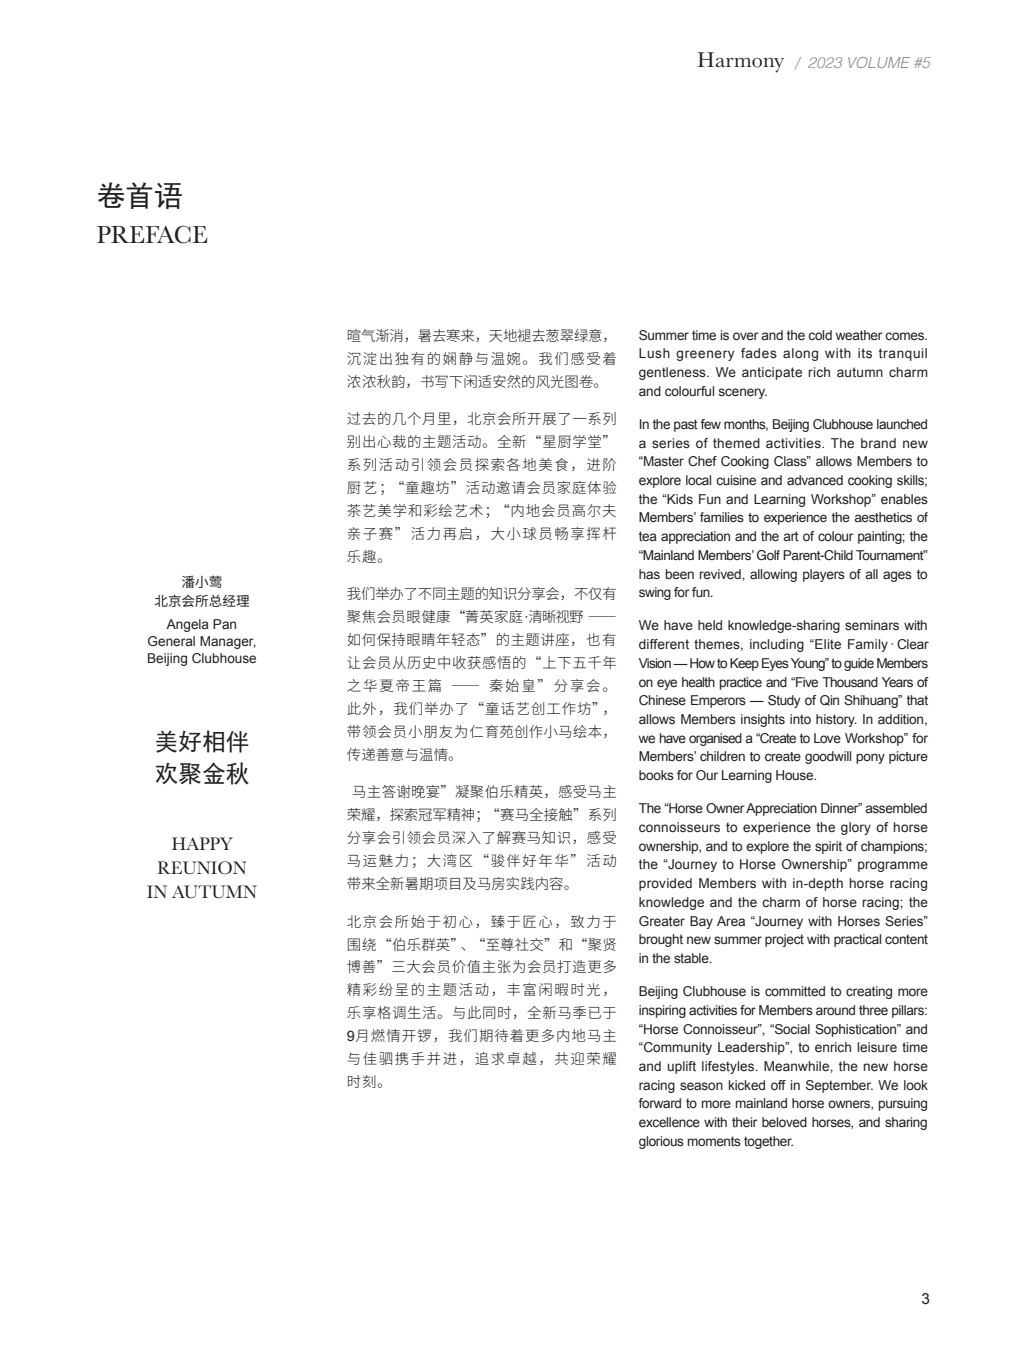 Harmony / 2023 VOLUME #5
卷首语
PREFACE
潘小莺
北京会所总经理
Angela Pan
General Manager,
Beijing Clubhouse
美好相伴
欢聚金秋
HAPPY
REUNION
IN AUTUMN
暄气渐消，暑去寒来，天地褪去葱翠绿意，
沉淀出独有的娴静与温婉。我们感受着
浓浓秋韵，书写下闲适安然的风光图卷。
过去的几个月里，北京会所开展了一系列
别出心裁的主题活动。全新“星厨学堂”
系列活动引领会员探索各地美食，进阶
厨艺；“童趣坊”活动邀请会员家庭体验
茶艺美学和彩绘艺术；“内地会员高尔夫
亲子赛”活力再启，大小球员畅享挥杆
乐趣。
我们举办了不同主题的知识分享会，不仅有
聚焦会员眼健康“菁英家庭·清晰视野 ——
如何保持眼睛年轻态”的主题讲座，也有
让会员从历史中收获感悟的“上下五千年
之华夏帝王篇 —— 秦始皇”分享会。
此外，我们举办了“童话艺创工作坊”，
带领会员小朋友为仁育苑创作小马绘本，
传递善意与温情。
马主答谢晚宴”凝聚伯乐精英，感受马主
荣耀，探索冠军精神；“赛马全接触”系列
分享会引领会员深入了解赛马知识，感受
马运魅力；大湾区“骏伴好年华”活动
带来全新暑期项目及马房实践内容。
北京会所始于初心，臻于匠心，致力于
围绕“伯乐群英”、“至尊社交”和“聚贤
博善”三大会员价值主张为会员打造更多
精彩纷呈的主题活动，丰富闲暇时光，
乐享格调生活。与此同时，全新马季已于
9月燃情开锣，我们期待着更多内地马主
与佳驷携手并进，追求卓越，共迎荣耀
时刻。
Summer time is over and the cold weather comes.
Lush greenery fades along with its tranquil
gentleness. We anticipate rich autumn charm
and colourful scenery.
In the past few months, Beijing Clubhouse launched
a series of themed activities. The brand new
“Master Chef Cooking Class” allows Members to
explore local cuisine and advanced cooking skills;
the “Kids Fun and Learning Workshop” enables
Members’ families to experience the aesthetics of
tea appreciation and the art of colour painting; the
“Mainland Members’ Golf Parent-Child Tournament”
has been revived, allowing players of all ages to
swing for fun.
We have held knowledge-sharing seminars with
different themes, including “Elite Family · Clear
Vision — How to Keep Eyes Young” to guide Members
on eye health practice and “Five Thousand Years of
Chinese Emperors — Study of Qin Shihuang” that
allows Members insights into history. In addition,
we have organised a “Create to Love Workshop” for
Members’ children to create goodwill pony picture
books for Our Learning House.
The “Horse Owner Appreciation Dinner” assembled
connoisseurs to experience the glory of horse
ownership, and to explore the spirit of champions;
the “Journey to Horse Ownership” programme
provided Members with in-depth horse racing
knowledge and the charm of horse racing; the
Greater Bay Area “Journey with Horses Series”
brought new summer project with practical content
in the stable.
Beijing Clubhouse is committed to creating more
inspiring activities for Members around three pillars:
“Horse Connoisseur”, “Social Sophistication” and
“Community Leadership”, to enrich leisure time
and uplift lifestyles. Meanwhile, the new horse
racing season kicked off in September. We look
forward to more mainland horse owners, pursuing
excellence with their beloved horses, and sharing
glorious moments together.
3